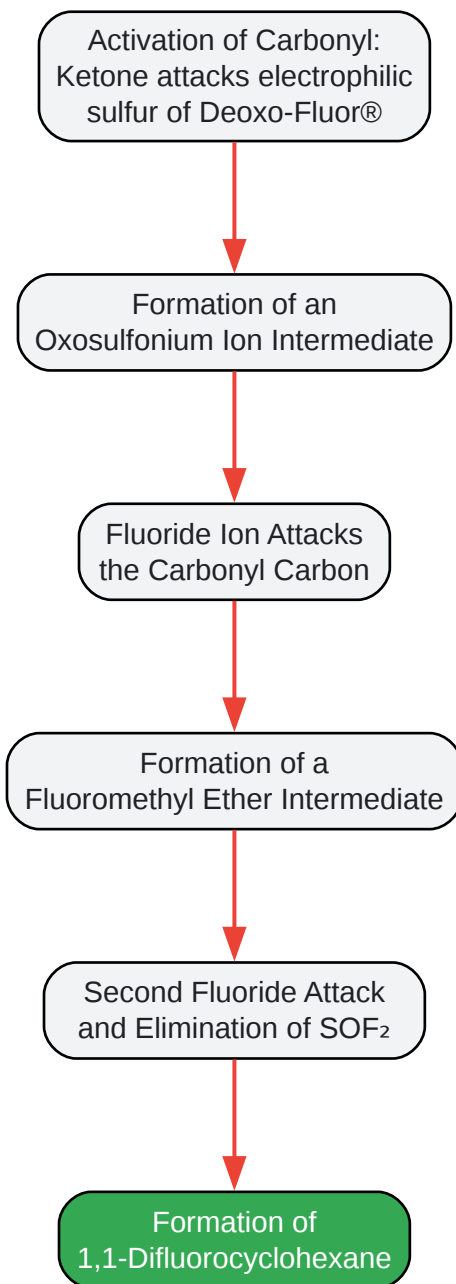 Activation of Carbonyl:
Ketone attacks electrophilic
sulfur of Deoxo-Fluor®
Formation of an
Oxosulfonium Ion Intermediate
Fluoride Ion Attacks
the Carbonyl Carbon
Formation of a
Fluoromethyl Ether Intermediate
Second Fluoride Attack
and Elimination of SOF₂
Formation of
1,1-Difluorocyclohexane